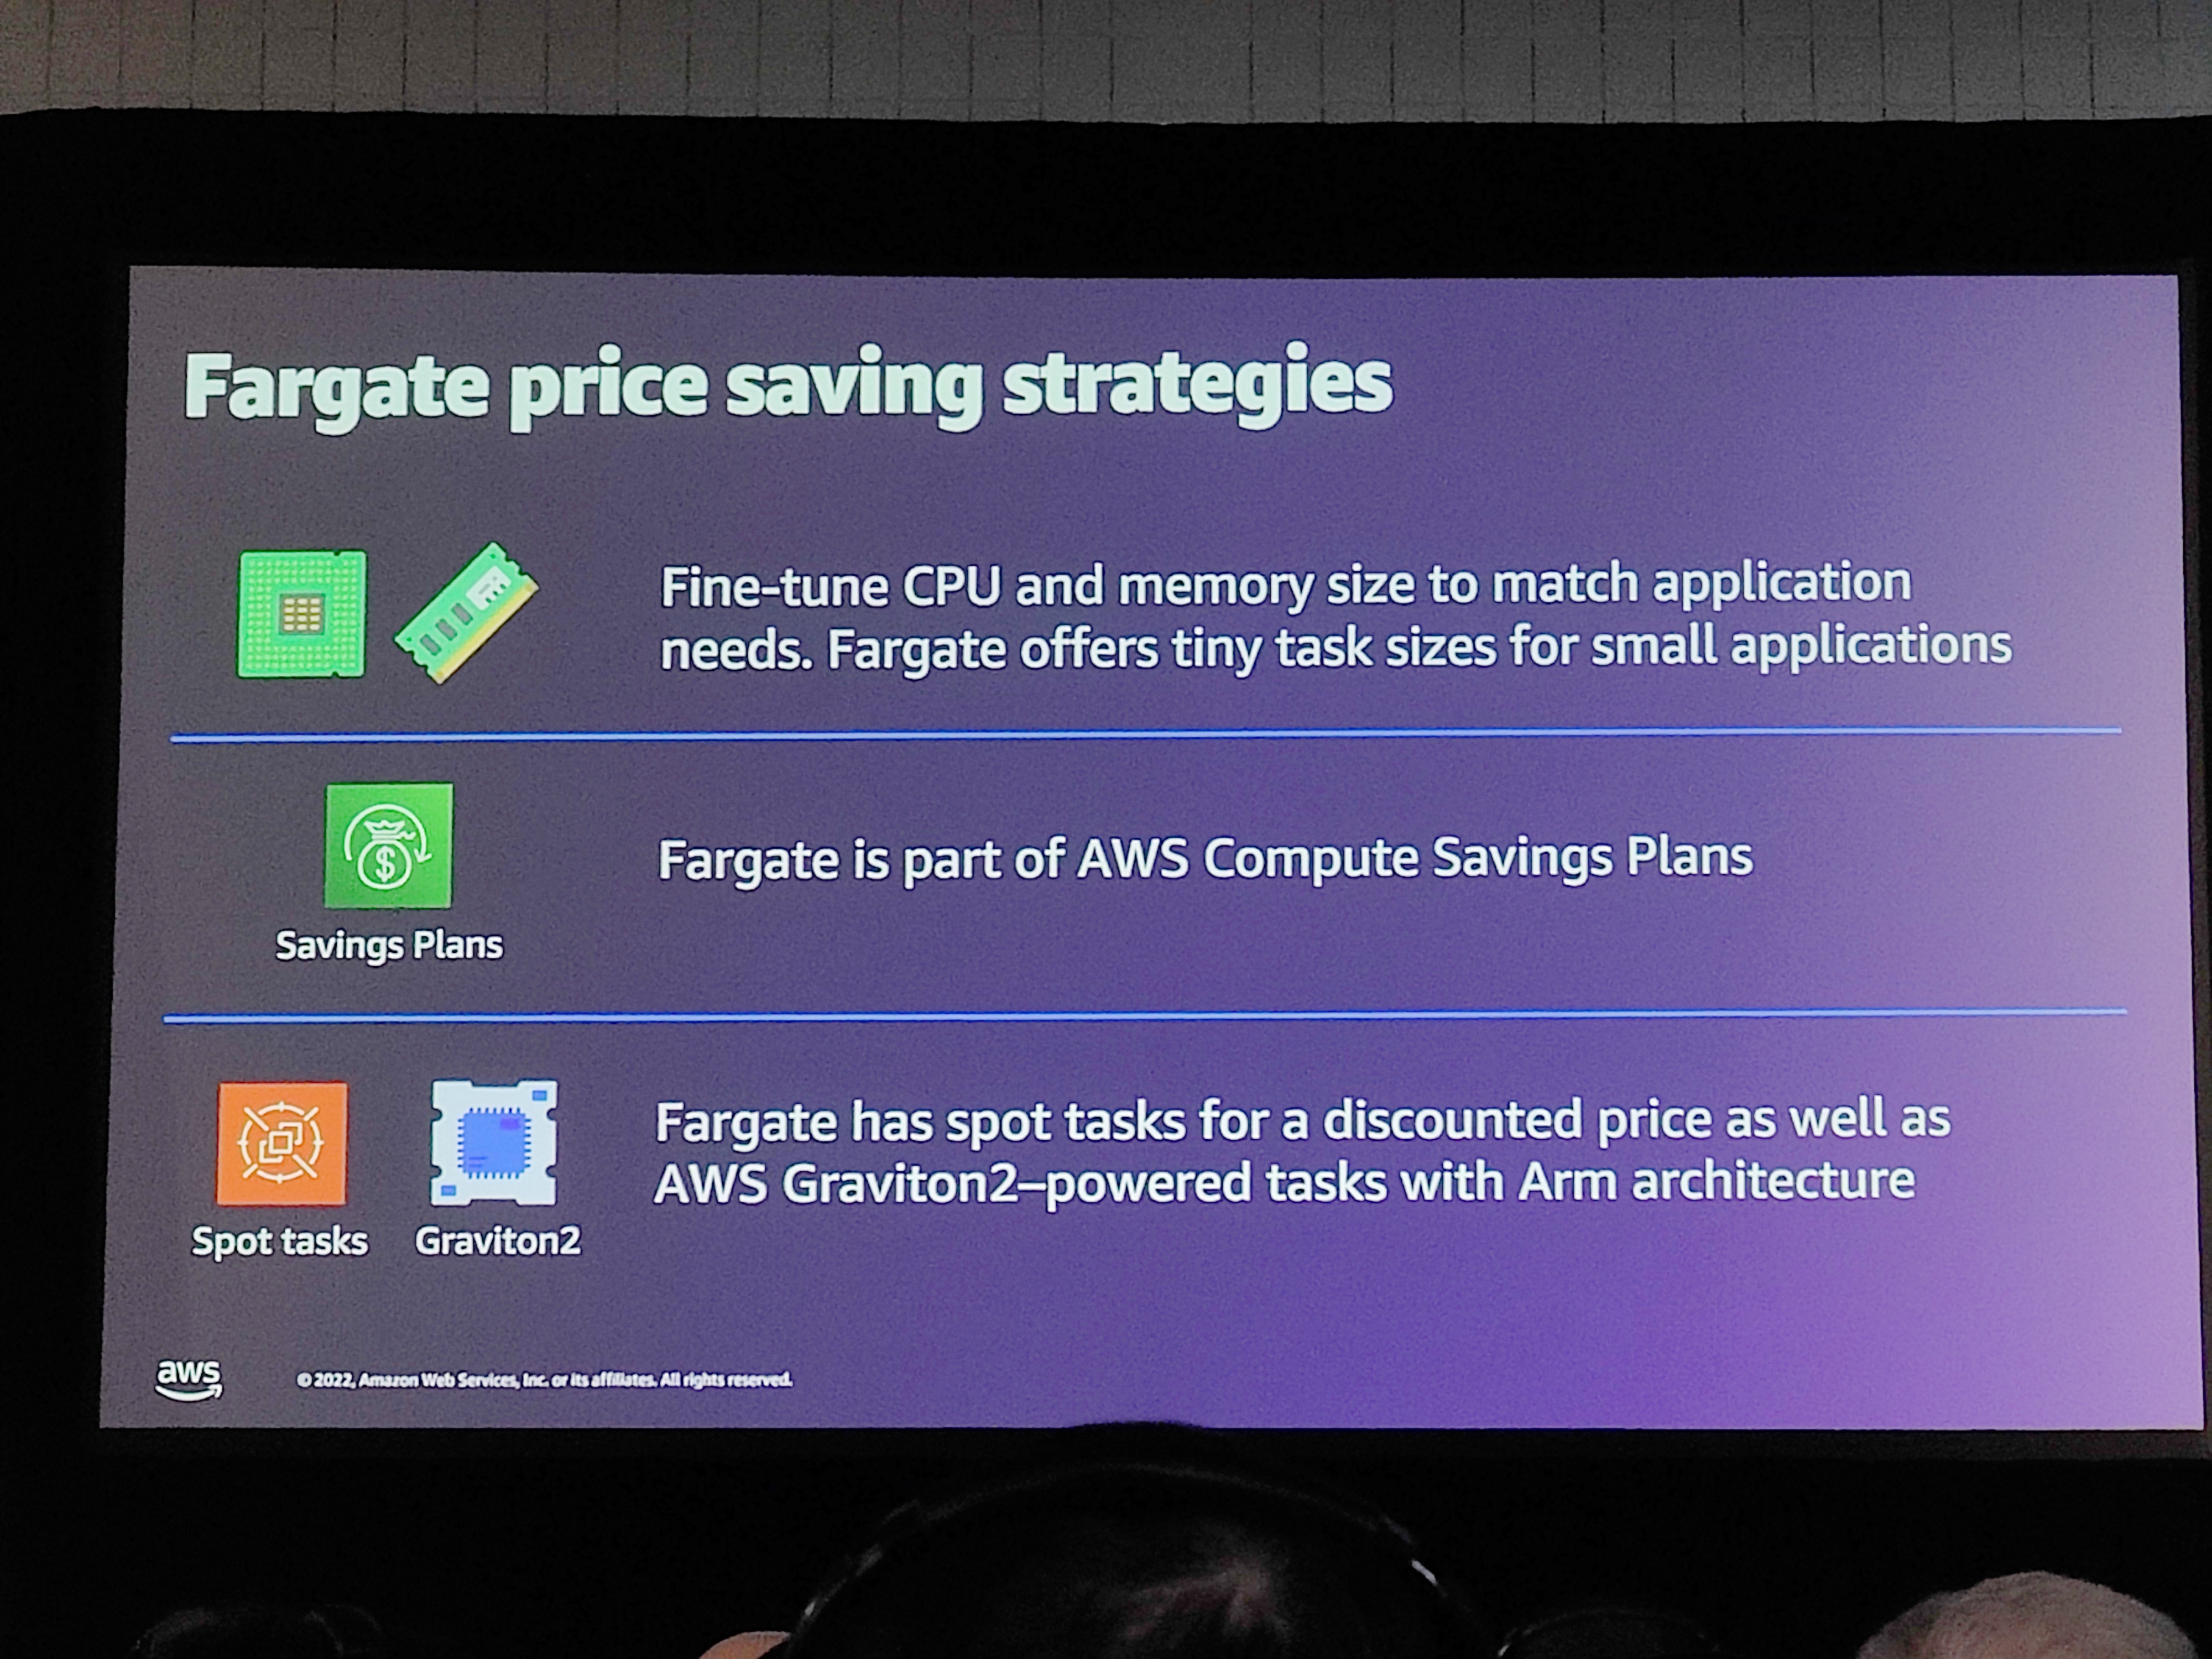 Fargate price saving strategies
Fine-tune CPU and memory size to match application
needs. Fargate offers tiny task sizes for small applications
Fargate is part of AWS Compute Savings Plans
Savings Plans
Fargate has spot tasks for a discounted price as well as
AWS Graviton2–powered tasks with Arm architecture
Spot tasks
Graviton2
aws
© 2022, Amazon Web Services, Inc. or its affiliates. All rights reserved.